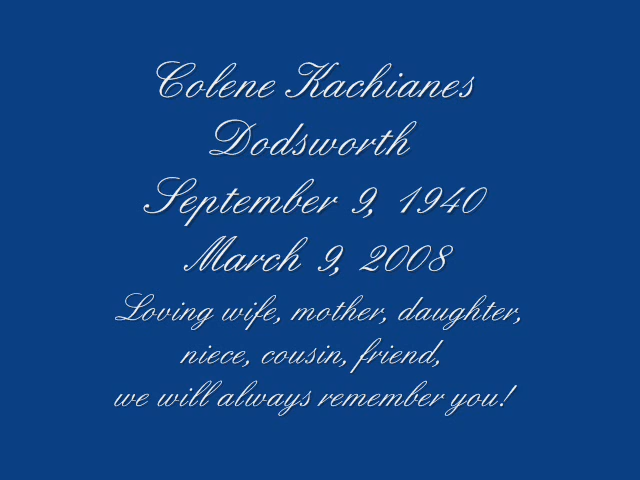 Colene Kachianes
Dodsworth
September 9, 1940
March 9, 2008
Loving wife, mother, daughter,
niece, cousin, friend,
we will always remember you!